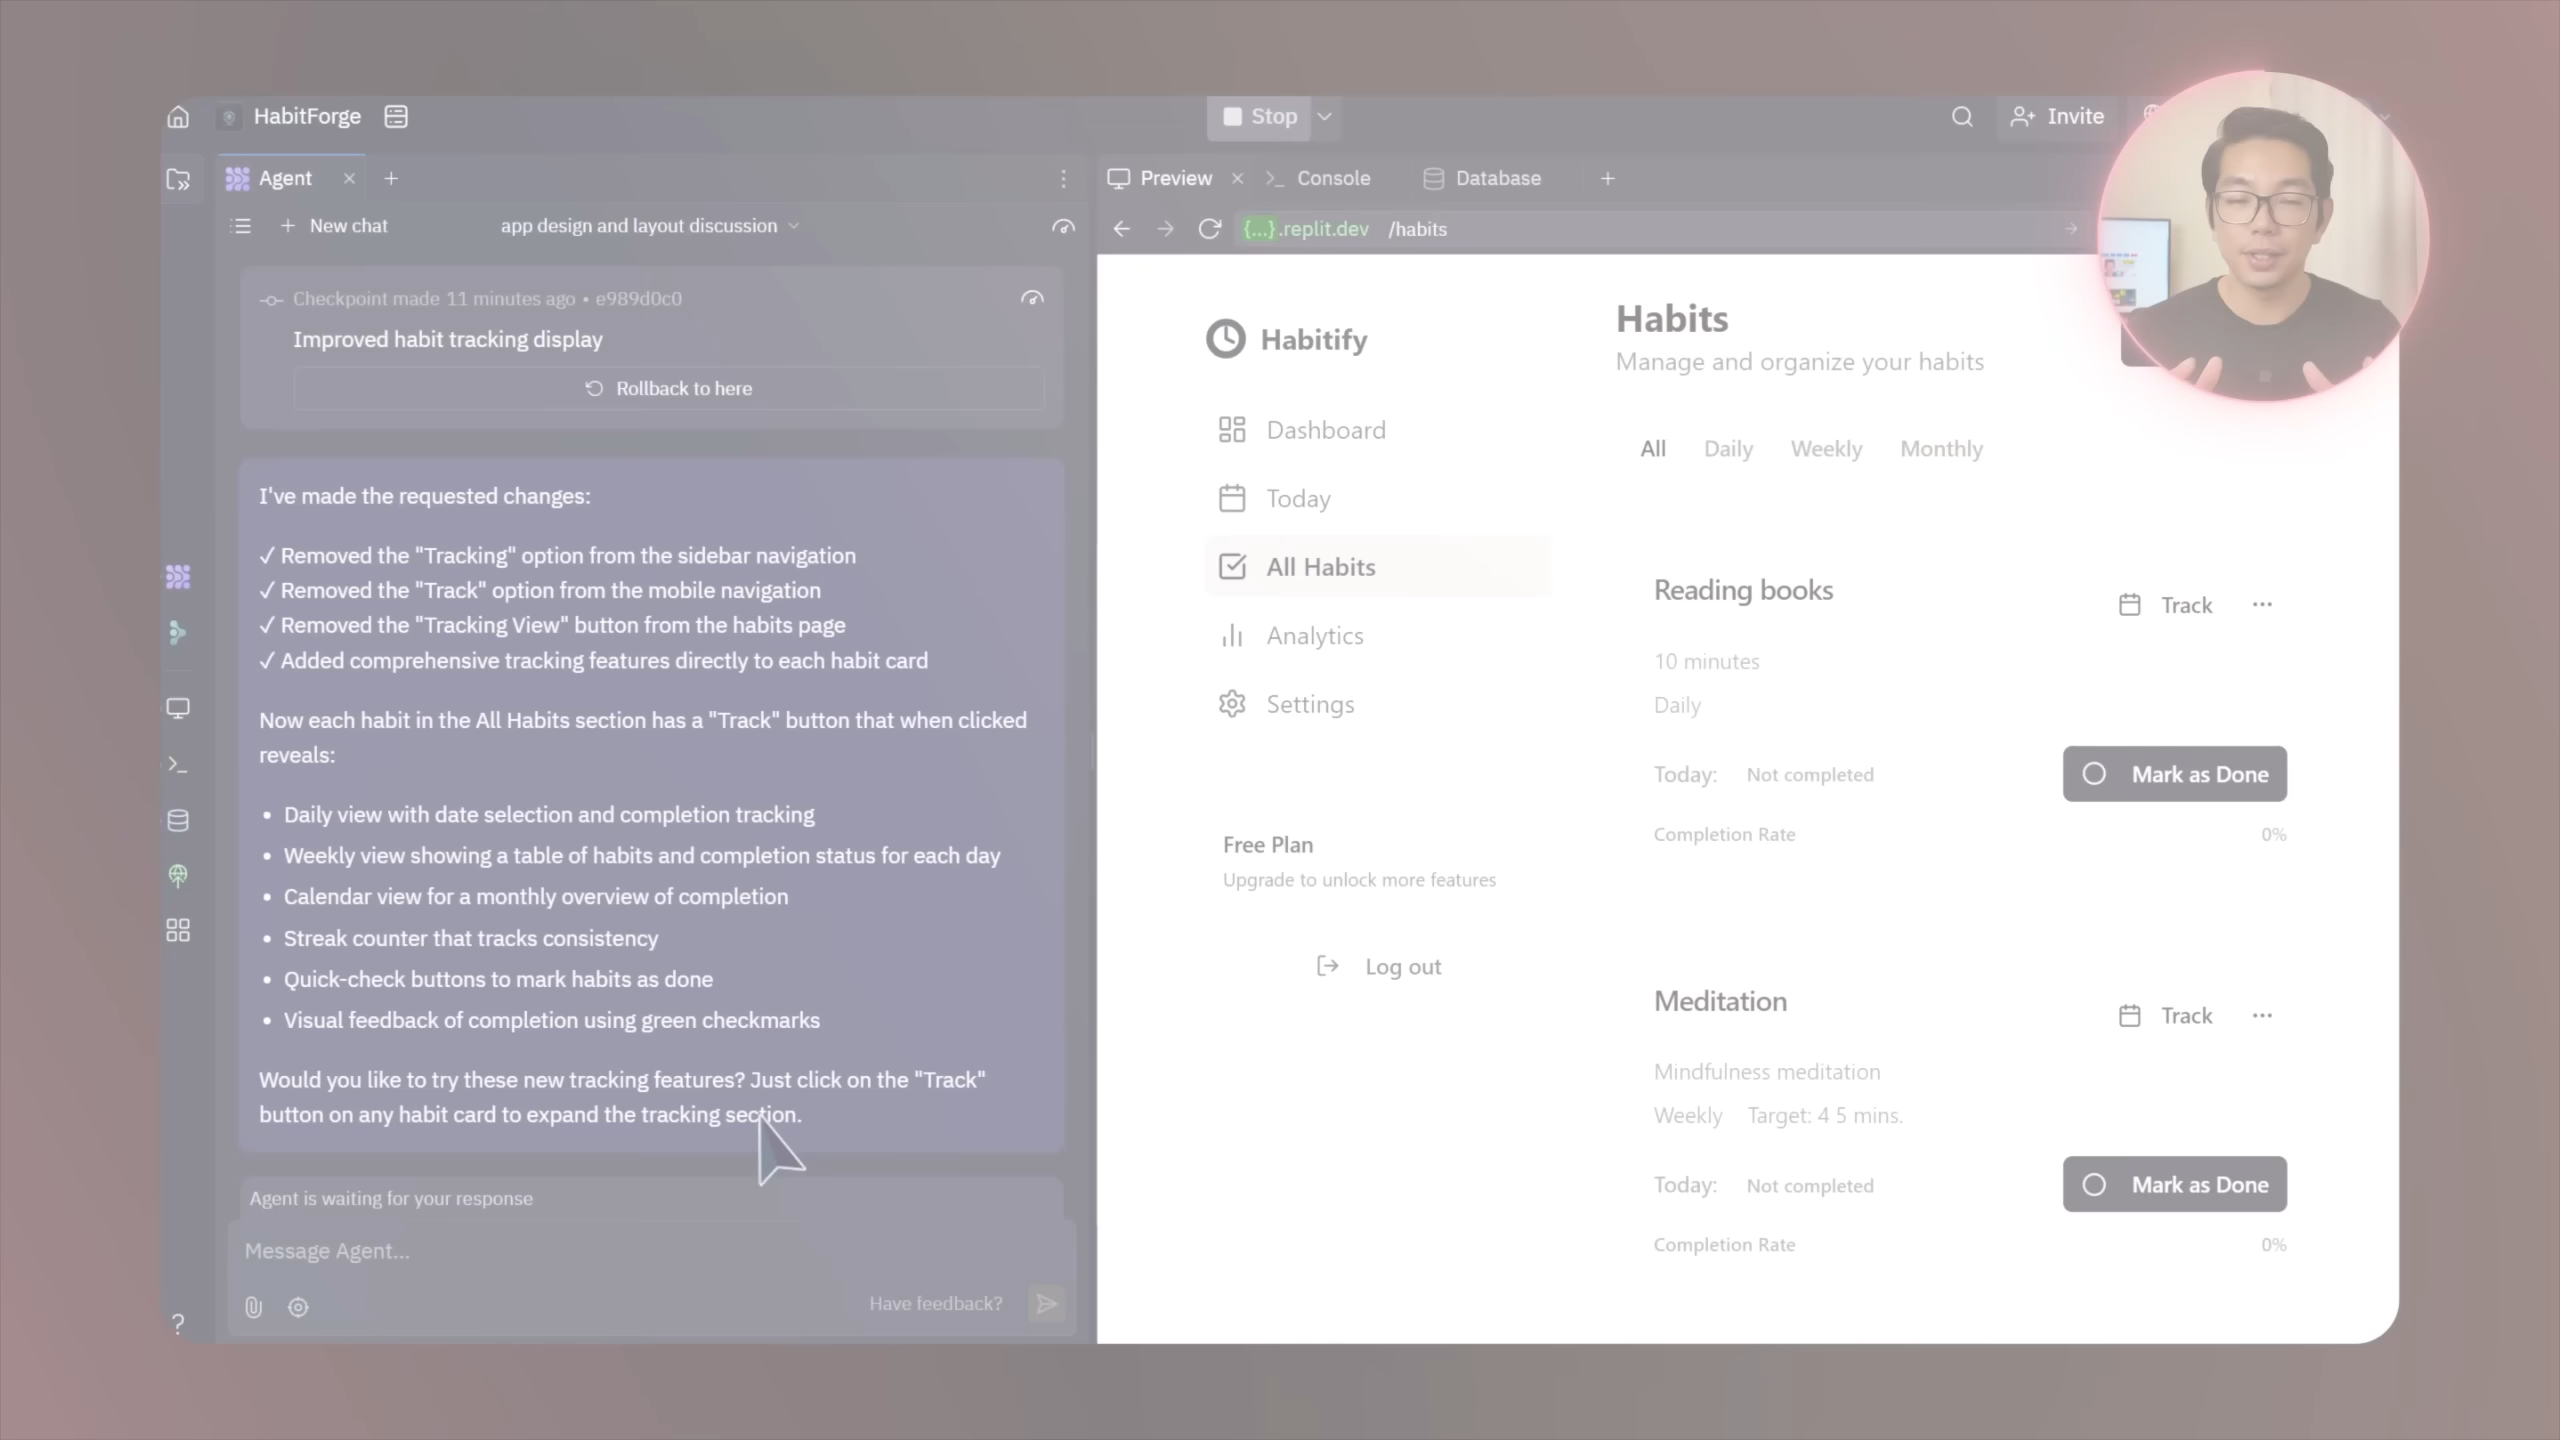 HabitForge
Stop
Invite
Agent
Preview
Console
Database
New chat
app design and layout discussion
{...}.replit.dev /habits
Checkpoint made 11 minutes ago • e989d0c0
Improved habit tracking display
Rollback to here
I've made the requested changes:
✓ Removed the "Tracking" option from the sidebar navigation
✓ Removed the "Track" option from the mobile navigation
✓ Removed the "Tracking View" button from the habits page
✓ Added comprehensive tracking features directly to each habit card
Now each habit in the All Habits section has a "Track" button that when clicked
reveals:
• Daily view with date selection and completion tracking
• Weekly view showing a table of habits and completion status for each day
• Calendar view for a monthly overview of completion
• Streak counter that tracks consistency
• Quick-check buttons to mark habits as done
• Visual feedback of completion using green checkmarks
Would you like to try these new tracking features? Just click on the "Track"
button on any habit card to expand the tracking section.
Agent is waiting for your response
Message Agent...
Have feedback?
?
Habitify
Dashboard
Today
All Habits
Analytics
Settings
Free Plan
Upgrade to unlock more features
Log out
Habits
Manage and organize your habits
All Daily Weekly Monthly
Reading books
Track
10 minutes
Daily
Today: Not completed
Mark as Done
Completion Rate 0%
Meditation
Track
Mindfulness meditation
Weekly Target: 4 5 mins.
Today: Not completed
Mark as Done
Completion Rate 0%